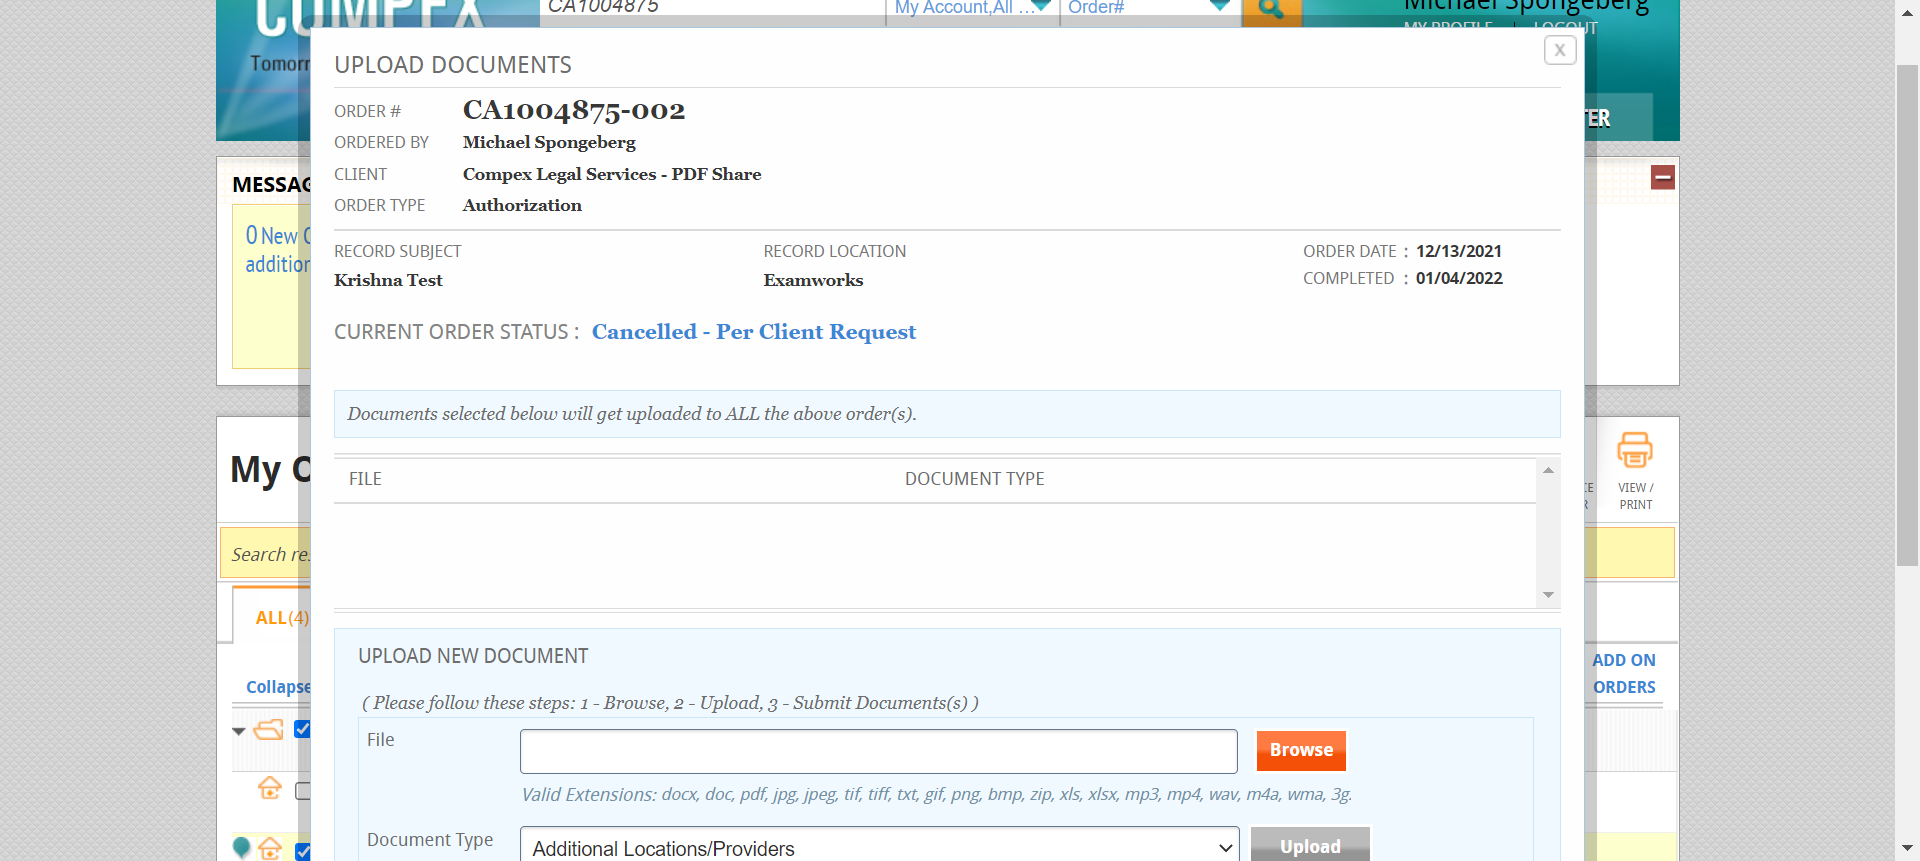 COMPEX
CA1004875
My Account,All ...
Order#
Michael Spongeberg
MY PROFILE | LOGOUT
Tomorr
TER
MESSAG
0 New
addition
My
VIEW /
PRINT
Search re
ALL(4)
Collapse
ADD ON
ORDERS
UPLOAD DOCUMENTS
X
ORDER # CA1004875-002
ORDERED BY Michael Spongeberg
CLIENT Compex Legal Services - PDF Share
ORDER TYPE Authorization
RECORD SUBJECT
Krishna Test
RECORD LOCATION
Examworks
ORDER DATE : 12/13/2021
COMPLETED : 01/04/2022
CURRENT ORDER STATUS : Cancelled - Per Client Request
Documents selected below will get uploaded to ALL the above order(s).
FILE DOCUMENT TYPE
UPLOAD NEW DOCUMENT
( Please follow these steps: 1 - Browse, 2 - Upload, 3 - Submit Documents(s) )
File Browse
Valid Extensions: docx, doc, pdf, jpg, jpeg, tif, tiff, txt, gif, png, bmp, zip, xls, xlsx, mp3, mp4, wav, m4a, wma, 3g.
Document Type Additional Locations/Providers Upload